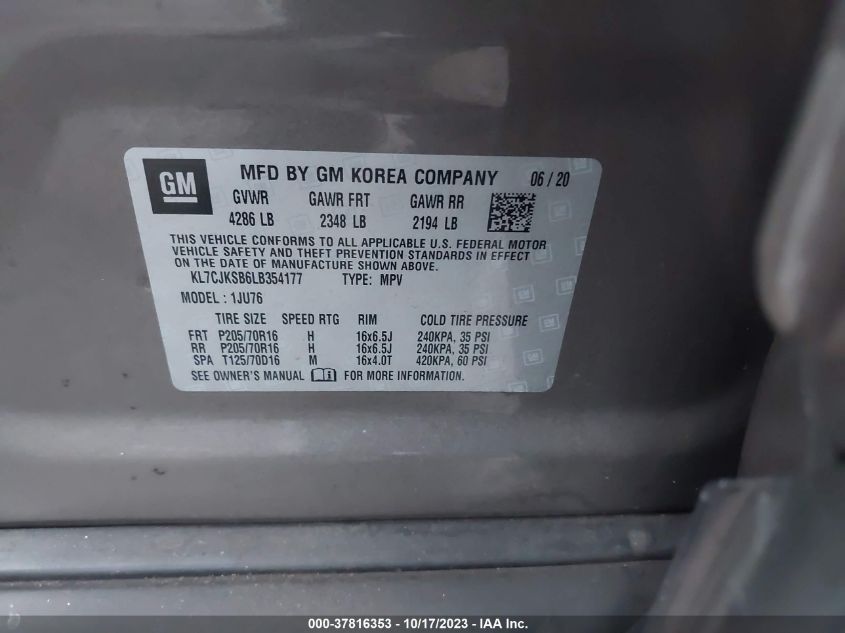 GM
MFD BY GM KOREA COMPANY 06 / 20
GVWR GAWR FRT GAWR RR
4286 LB 2348 LB 2194 LB
THIS VEHICLE CONFORMS TO ALL APPLICABLE U.S. FEDERAL MOTOR
VEHICLE SAFETY AND THEFT PREVENTION STANDARDS IN EFFECT
ON THE DATE OF MANUFACTURE SHOWN ABOVE.
KL7CJKSB6LB354177 TYPE: MPV
MODEL : 1JU76
TIRE SIZE SPEED RTG RIM COLD TIRE PRESSURE
FRT P205/70R16 H 16x6.5J 240KPA, 35 PSI
RR P205/70R16 H 16x6.5J 240KPA, 35 PSI
SPA T125/70D16 M 16x4.0T 420KPA, 60 PSI
SEE OWNER'S MANUAL i FOR MORE INFORMATION.
000-37816353 / 10/17/2023 - IAA Inc.